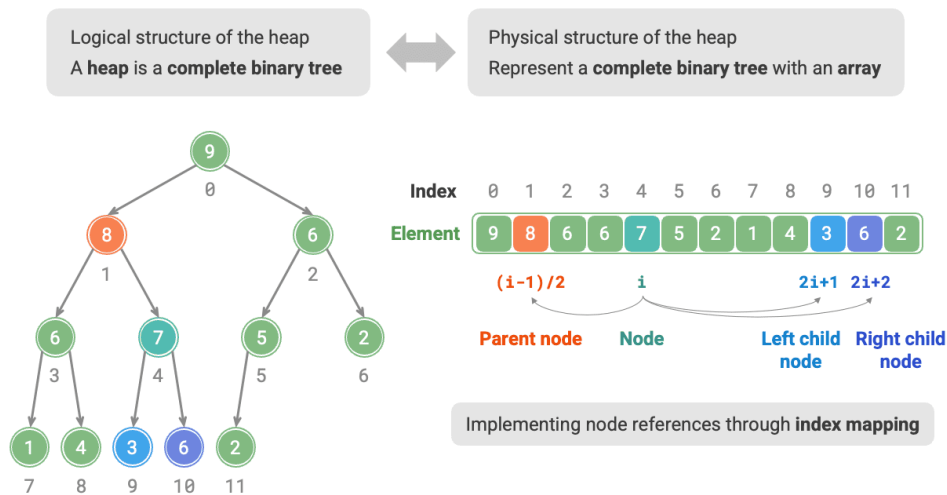 Logical structure of the heap
A heap is a complete binary tree
Physical structure of the heap
Represent a complete binary tree with an array
9
0
8
6
1
2
6
7
5
2
3
4
5
6
1
4
3
6
2
7
8
9
10
11
Index 0 1 2 3 4 5 6 7 8 9 10 11
Element 9 8 6 6 7 5 2 1 4 3 6 2
(i-1)/2 i 2i+1 2i+2
Parent node
Node
Left child
node
Right child
node
Implementing node references through index mapping